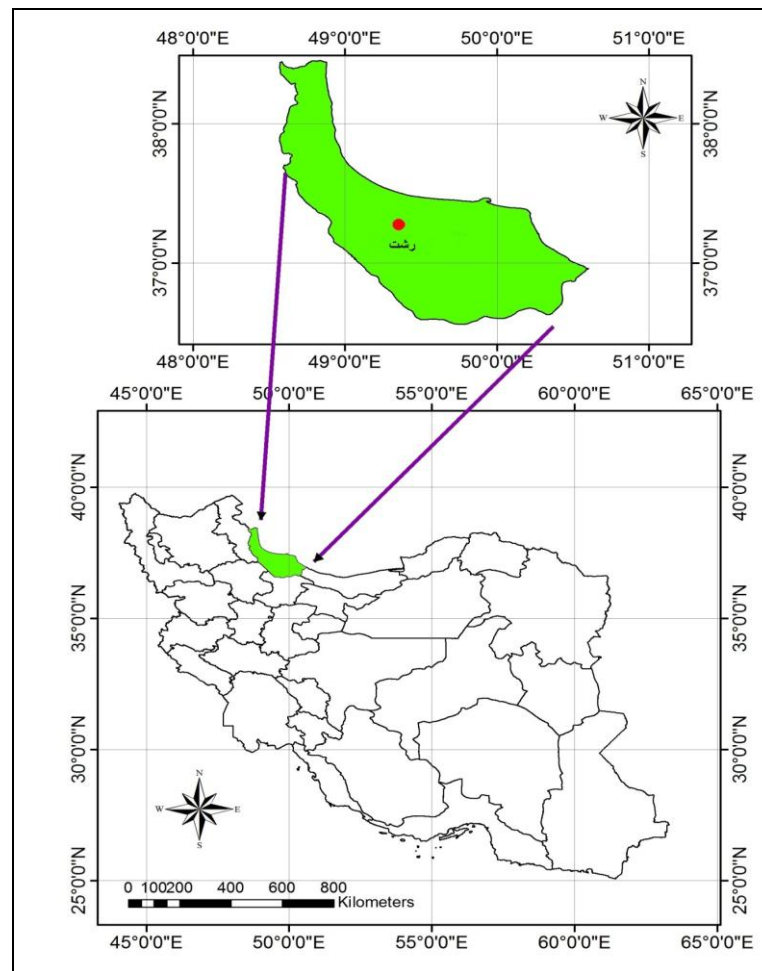 48°0'0"E 49°0'0"E 50°0'0"E 51°0'0"E
38°0'0"N 38°0'0"N
37°0'0"N 37°0'0"N
N
W E
S
رشت
48°0'0"E 49°0'0"E 50°0'0"E 51°0'0"E
45°0'0"E 50°0'0"E 55°0'0"E 60°0'0"E 65°0'0"E
40°0'0"N 40°0'0"N
35°0'0"N 35°0'0"N
30°0'0"N 30°0'0"N
25°0'0"N 25°0'0"N
N
W E
S
0 100200 400 600 800
Kilometers
45°0'0"E 50°0'0"E 55°0'0"E 60°0'0"E 65°0'0"E